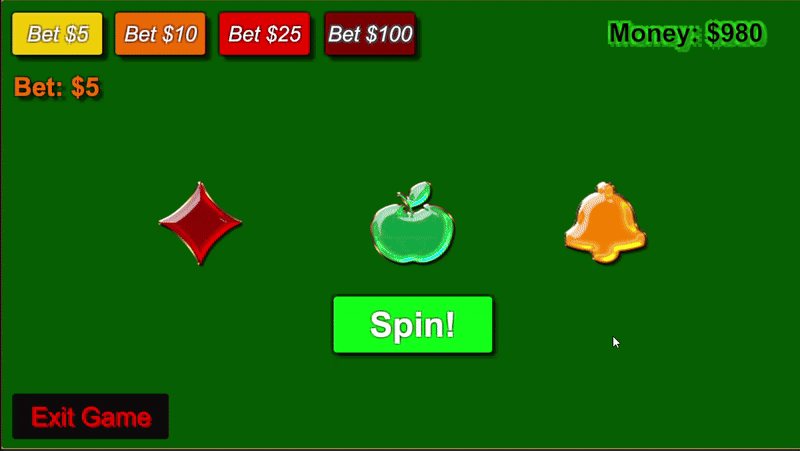 Bet $5
Bet $10
Bet $25
Bet $100
Money: $980
Bet: $5
Spin!
Exit Game